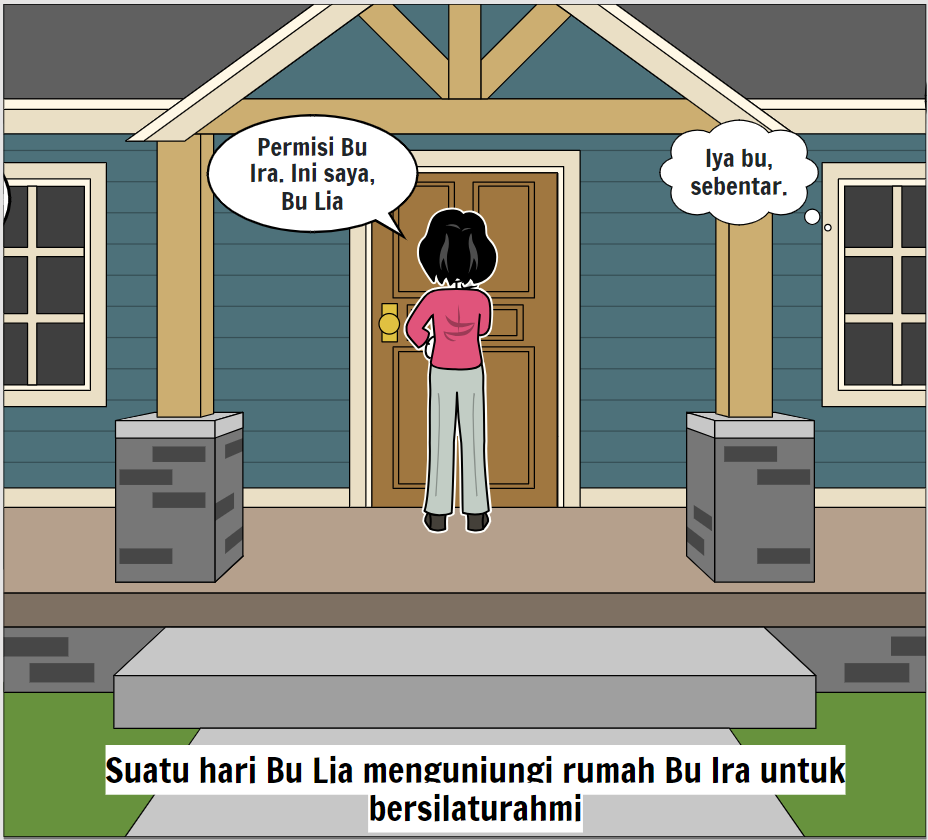 Permisi Bu
Ira. Ini saya,
Bu Lia
Iya bu,
sebentar.
Suatu hari Bu Lia mengunjungi rumah Bu Ira untuk
bersilaturahmi